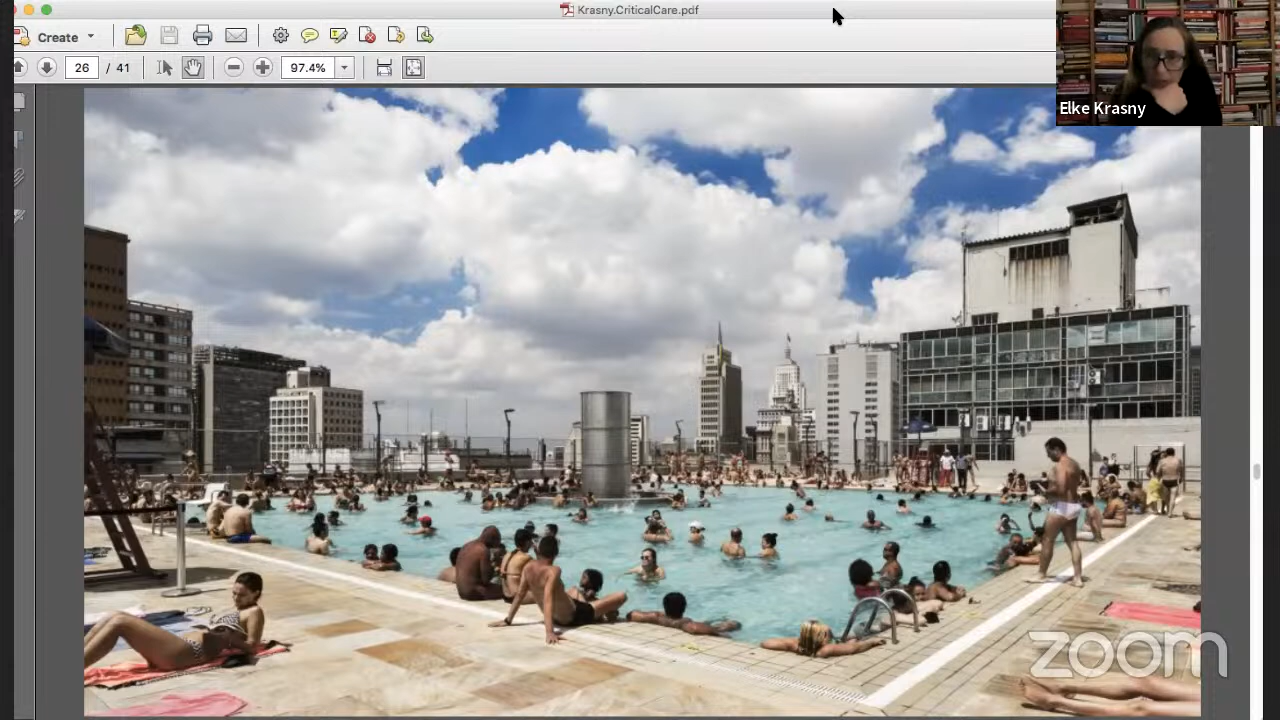 Krasny.CriticalCare.pdf
Create
26 / 41
97.4%
Elke Krasny
zoom